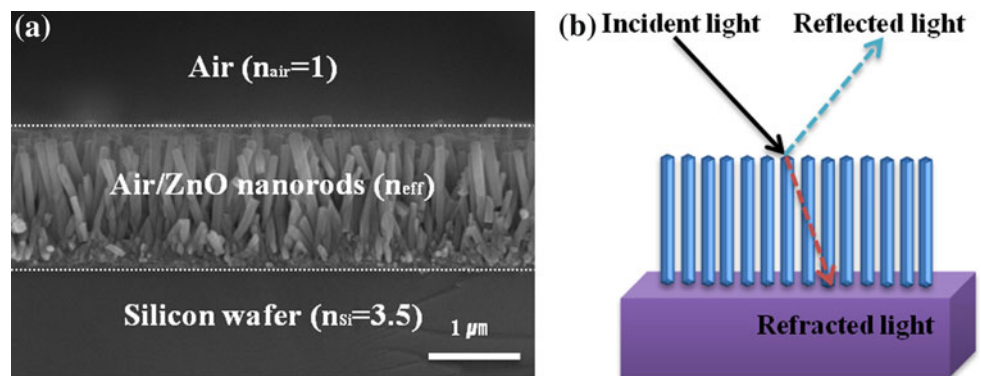 (a)
Air (nair=1)
Air/ZnO nanorods (neff)
Silicon wafer (nSi=3.5)
1 μm
(b)
Incident light
Reflected light
Refracted light